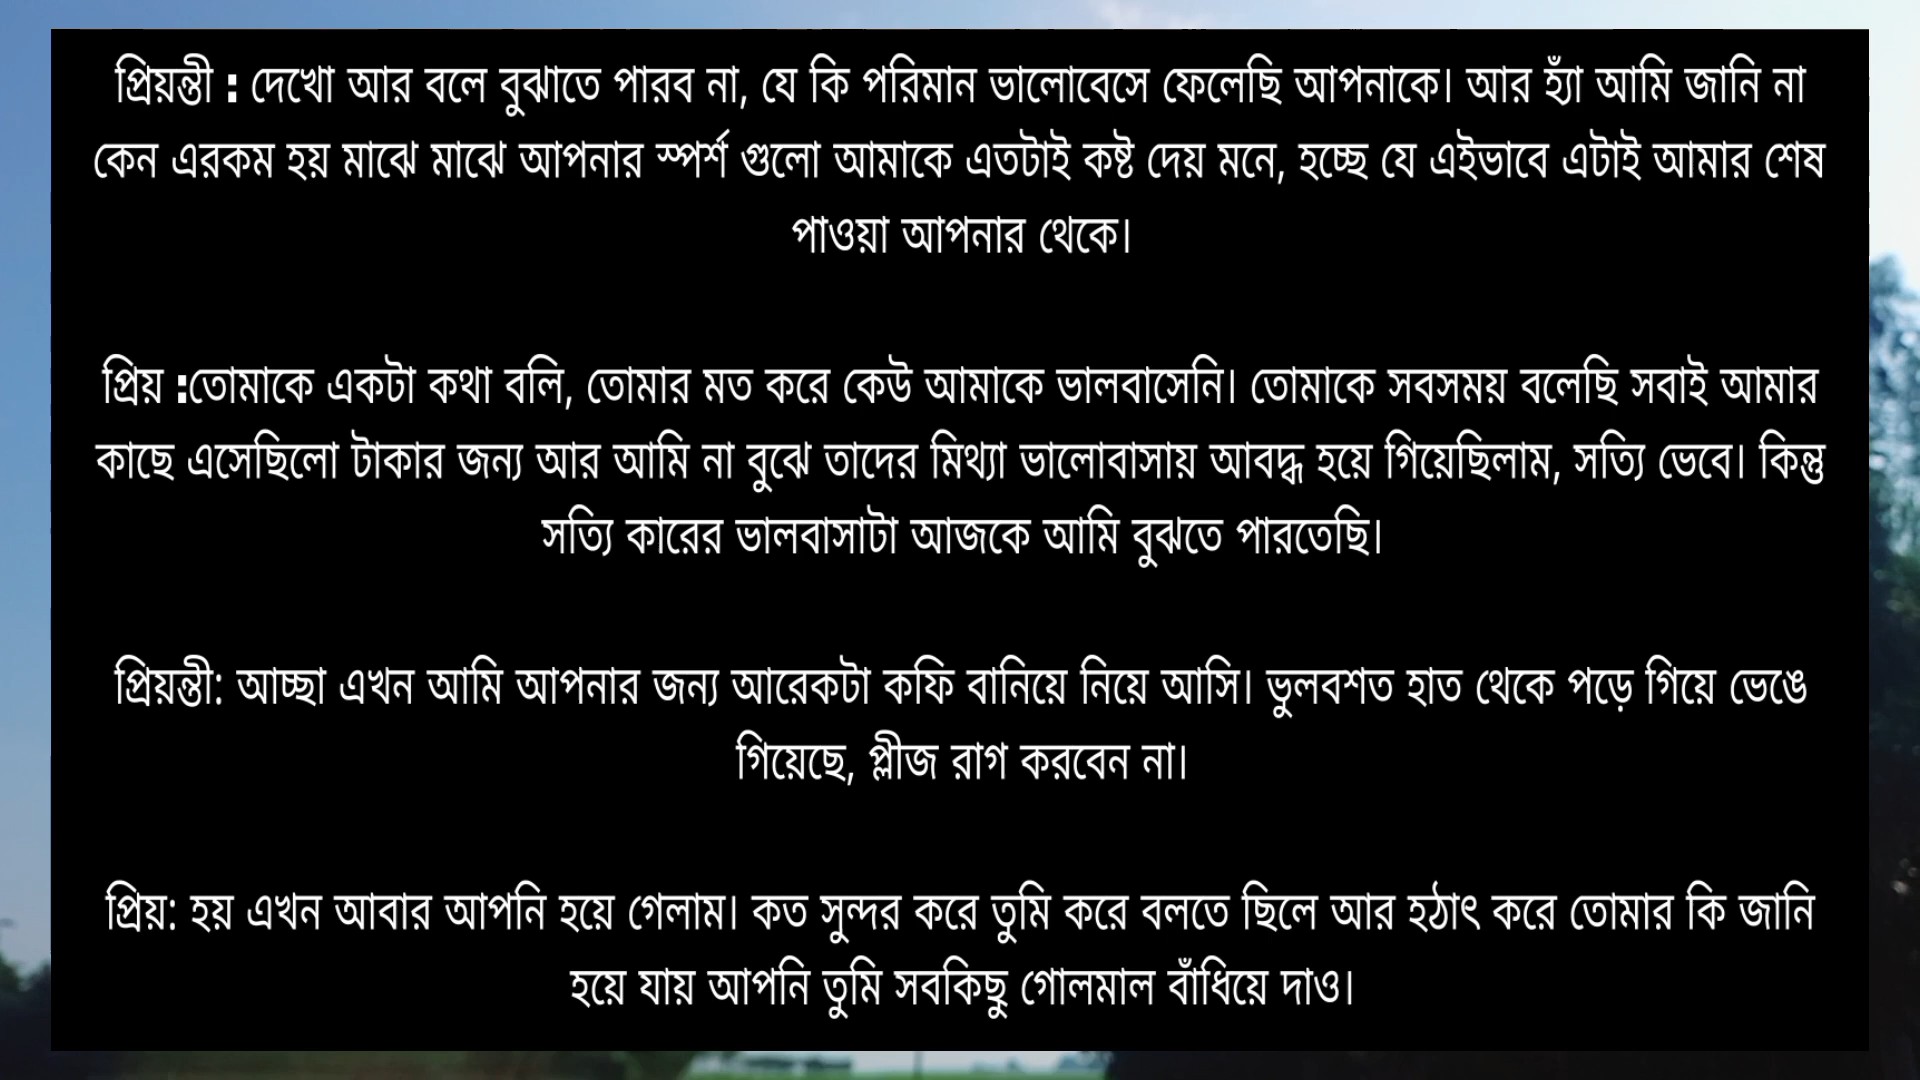 প্রিয়ন্তী : দেখো আর বলে বুঝাতে পারব না, যে কি পরিমান ভালোবেসে ফেলেছি আপনাকে। আর হ্যাঁ আমি জানি না
কেন এরকম হয় মাঝে মাঝে আপনার স্পর্শ গুলো আমাকে এতটাই কষ্ট দেয় মনে, হচ্ছে যে এইভাবে এটাই আমার শেষ
পাওয়া আপনার থেকে।
প্রিয় :তোমাকে একটা কথা বলি, তোমার মত করে কেউ আমাকে ভালবাসেনি। তোমাকে সবসময় বলেছি সবাই আমার
কাছে এসেছিলো টাকার জন্য আর আমি না বুঝে তাদের মিথ্যা ভালোবাসায় আবদ্ধ হয়ে গিয়েছিলাম, সত্যি ভেবে। কিন্তু
সত্যি কারের ভালবাসাটা আজকে আমি বুঝতে পারতেছি।
প্রিয়ন্তী: আচ্ছা এখন আমি আপনার জন্য আরেকটা কফি বানিয়ে নিয়ে আসি। ভুলবশত হাত থেকে পড়ে গিয়ে ভেঙে
গিয়েছে, প্লীজ রাগ করবেন না।
প্রিয়: হয় এখন আবার আপনি হয়ে গেলাম। কত সুন্দর করে তুমি করে বলতে ছিলে আর হঠাৎ করে তোমার কি জানি
হয়ে যায় আপনি তুমি সবকিছু গোলমাল বাঁধিয়ে দাও।